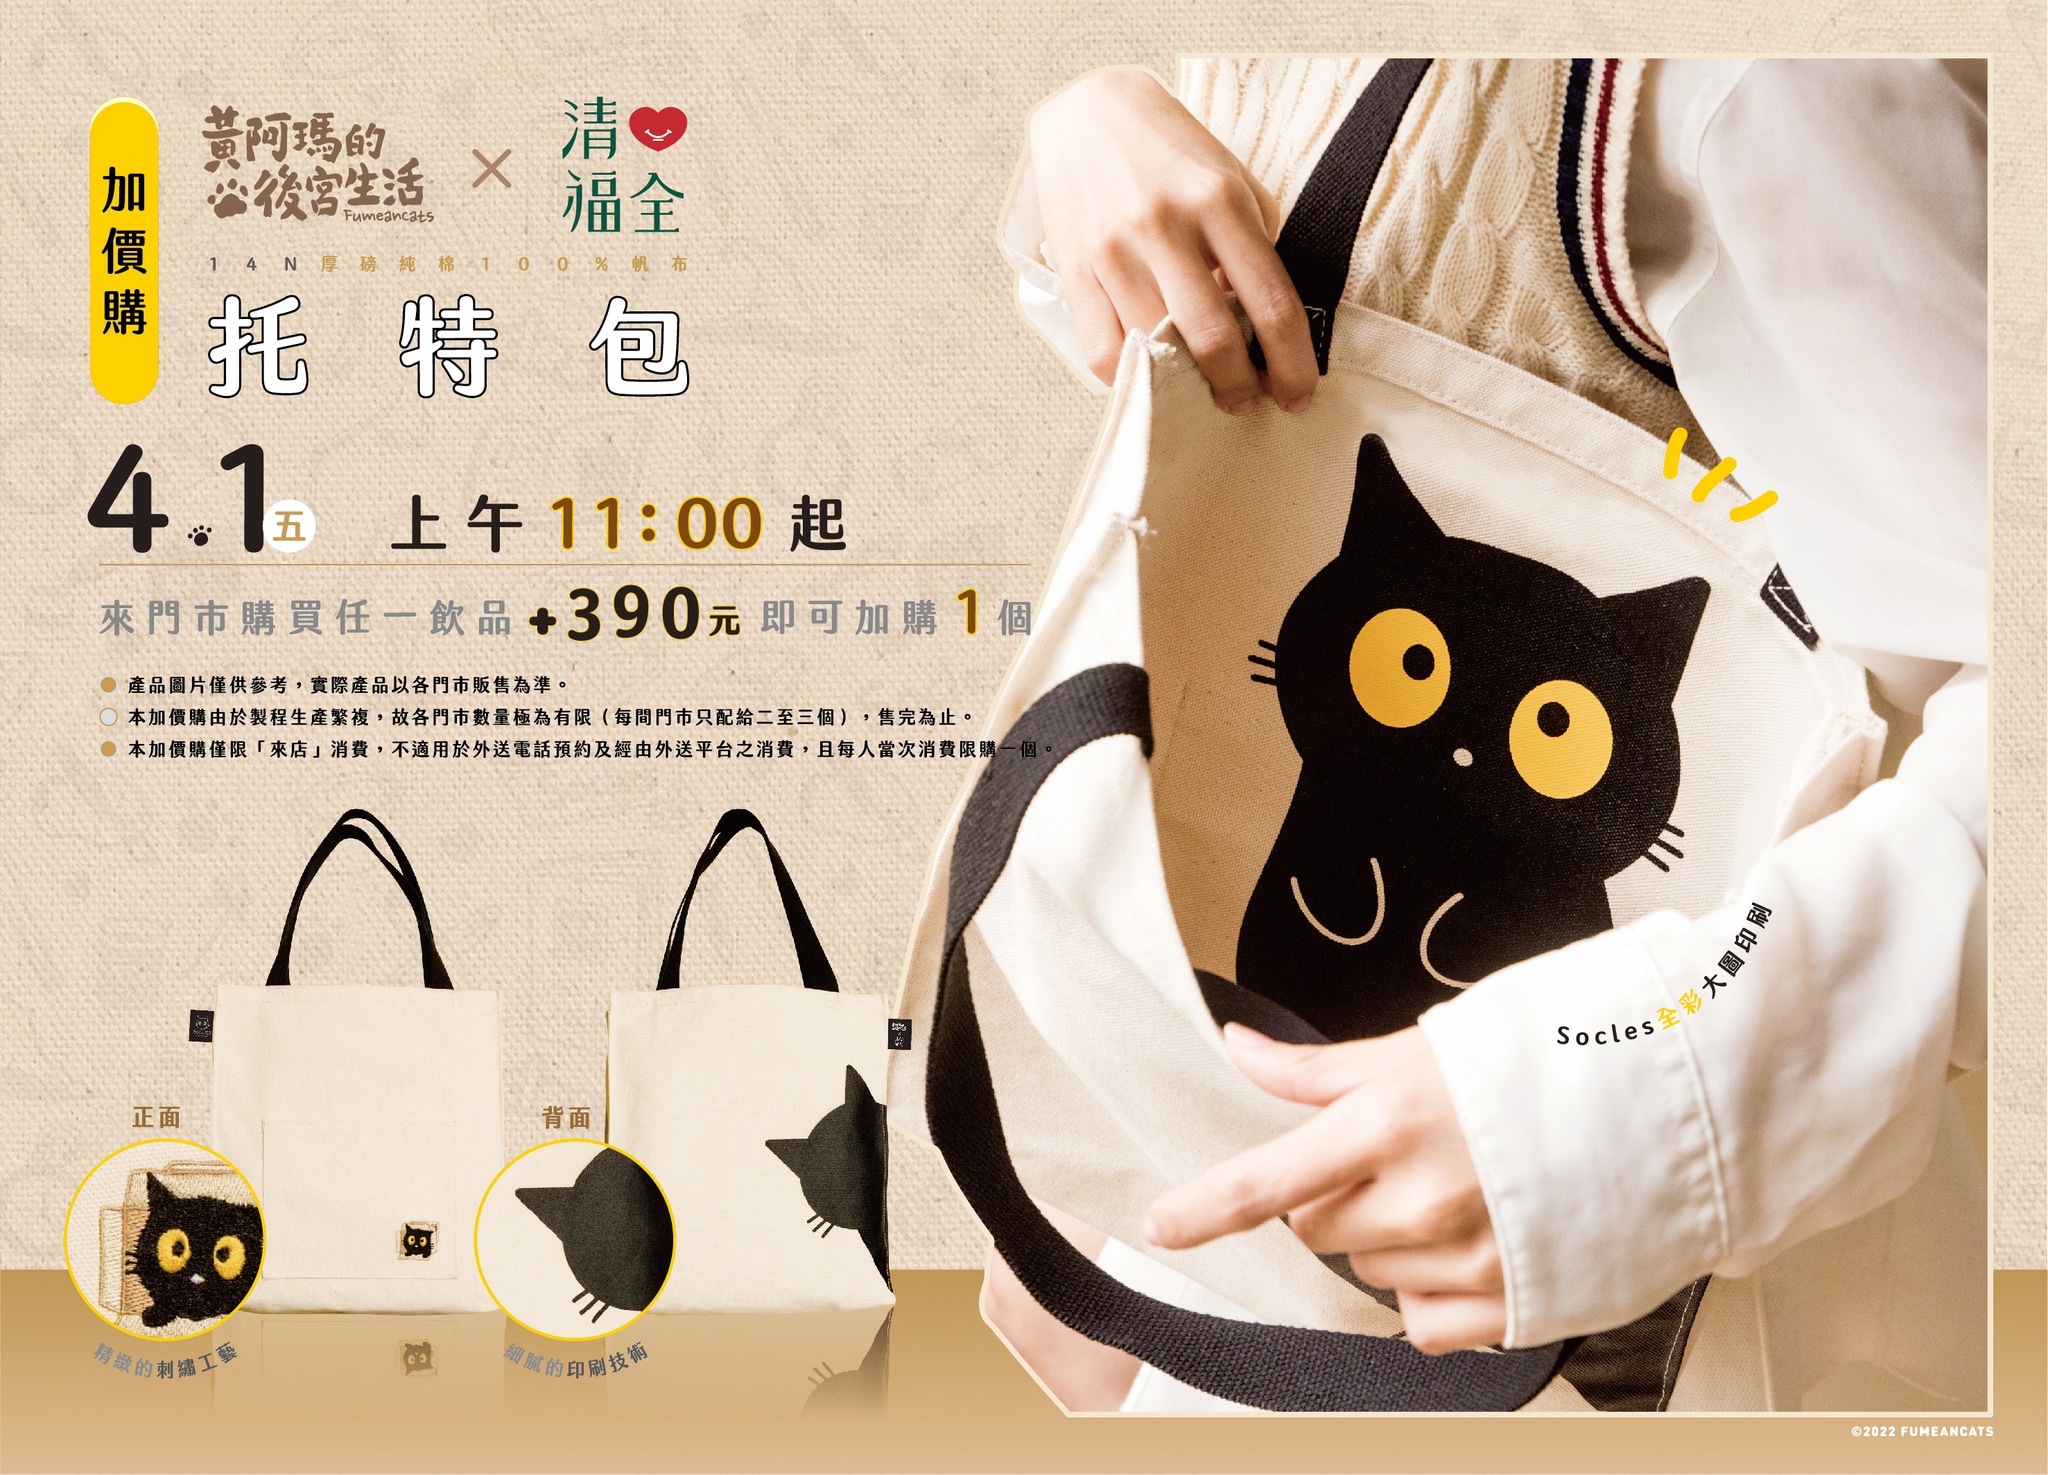 加價購
黃阿瑪的
後宮生活
Fumeancats
×
清福全
14N厚磅純棉100%帆布
托特包
4.1五 上午11:00起
來門市購買任一飲品+390元 即可加購1個
產品圖片僅供參考，實際產品以各門市販售為準。
本加價購由於製程生產繁複，故各門市數量極為有限（每間門市只配給二至三個），售完為止。
本加價購僅限「來店」消費，不適用於外送電話預約及經由外送平台之消費，且每人當次消費限購一個。
Socles全彩大圖印刷
正面
精緻的刺繡工藝
背面
細膩的印刷技術
©2022 FUMEANCATS